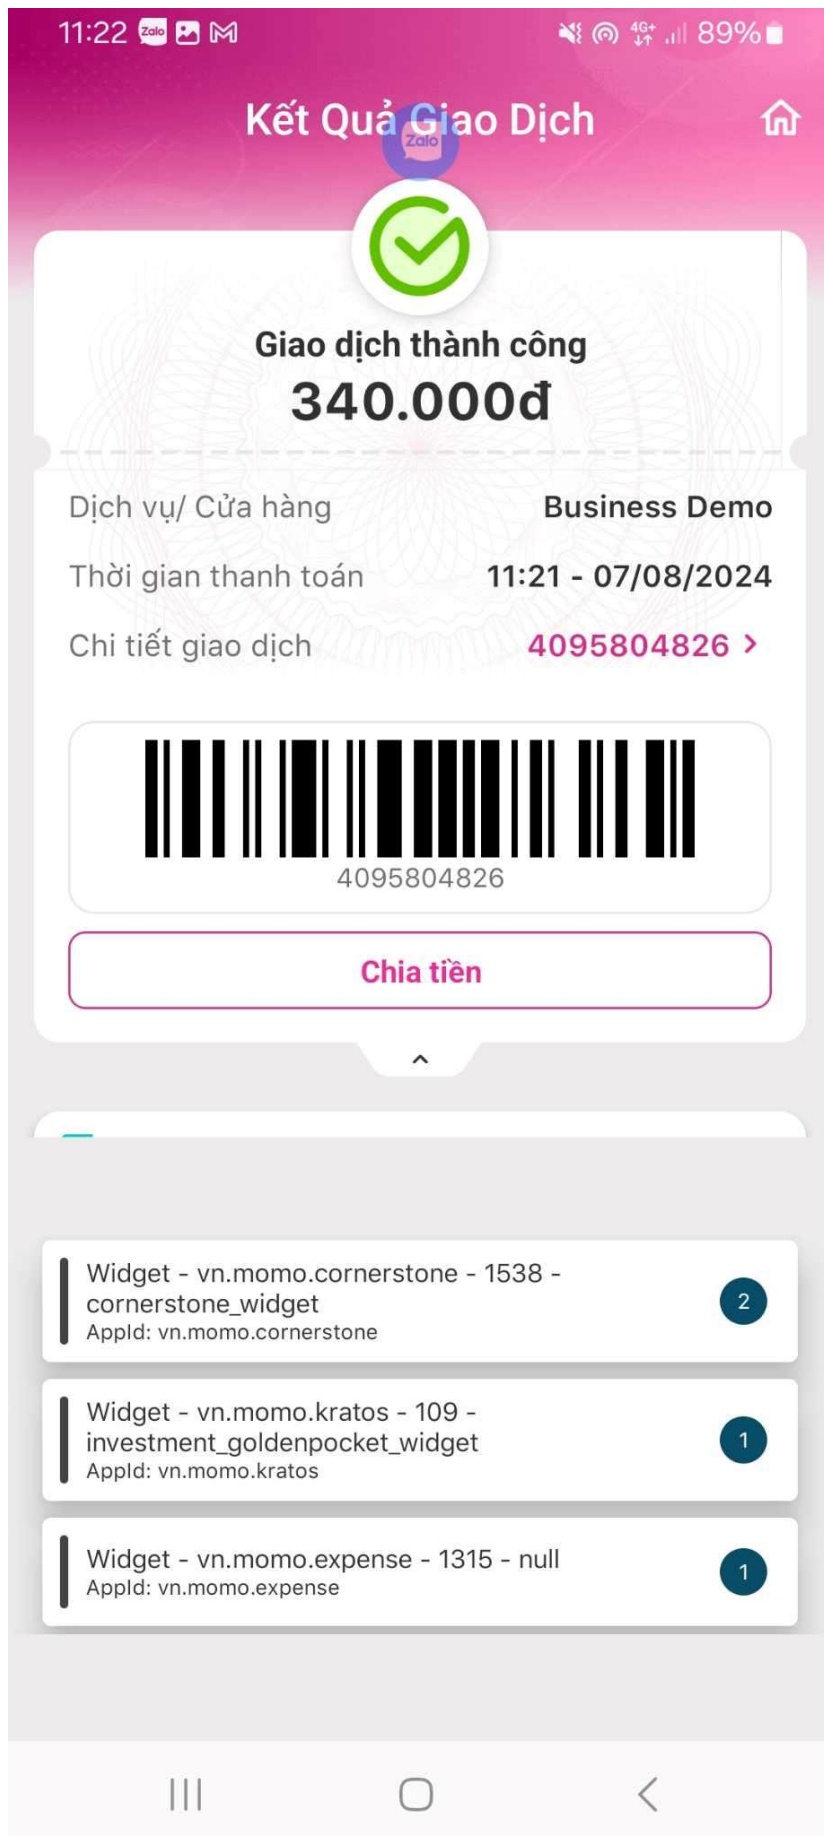 11:22 Zalo 4G+ 89%
Kết Quả Giao Dịch
Zalo
Giao dịch thành công
340.000đ
Dịch vụ/ Cửa hàng Business Demo
Thời gian thanh toán 11:21 - 07/08/2024
Chi tiết giao dịch 4095804826 >
4095804826
Chia tiền
Widget - vn.momo.cornerstone - 1538 -
cornerstone_widget
AppId: vn.momo.cornerstone
2
Widget - vn.momo.kratos - 109 -
investment_goldenpocket_widget
AppId: vn.momo.kratos
1
Widget - vn.momo.expense - 1315 - null
AppId: vn.momo.expense
1